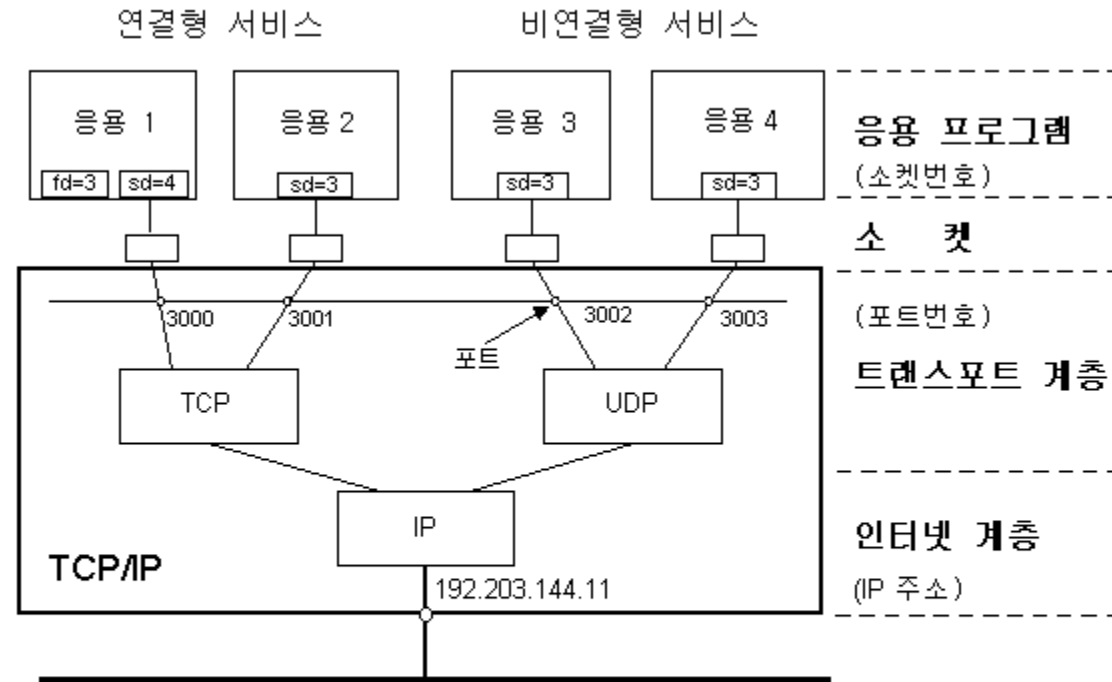 연결형 서비스
비연결형 서비스
응용 1
응용 2
응용 3
응용 4
fd=3
sd=4
sd=3
sd=3
sd=3
응용 프로그램
(소켓번호)
소 켓
3000
3001
3002
3003
(포트번호)
포트
트랜스포트 계층
TCP
UDP
IP
인터넷 계층
TCP/IP
192.203.144.11
(IP 주소)